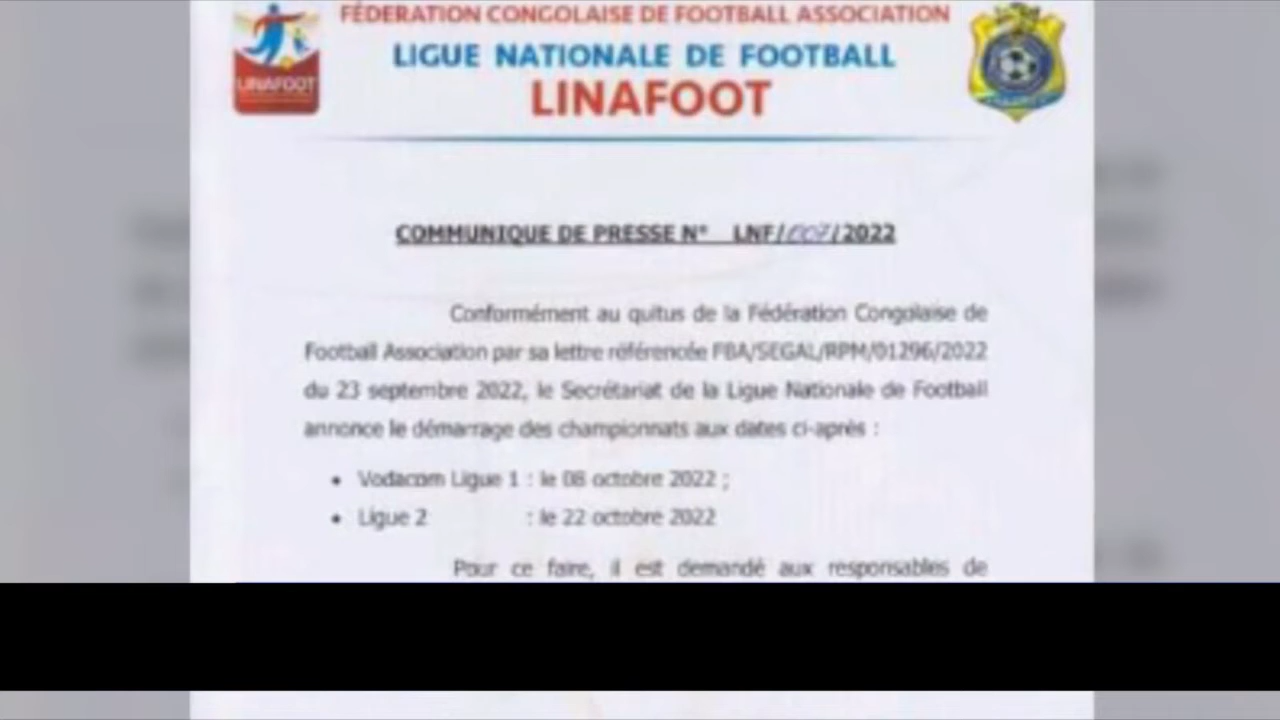 FÉDERATION CONGOLAISE DE FOOTBALL ASSOCIATION
LIGUE NATIONALE DE FOOTBALL
LINAFOOT
LINAFOOT
COMMUNIQUE DE PRESSE N° LNF/007/2022
Conformément au quitus de la Fédération Congolaise de
Football Association par sa lettre référencée FBA/SEGAL/RPM/01296/2022
du 23 septembre 2022, le Secrétariat de la Ligue Nationale de Football
annonce le démarrage des championnats aux dates ci-après :
• Vodacom Ligue 1 : le 08 octobre 2022 ;
• Ligue 2 : le 22 octobre 2022
Pour ce faire, il est demandé aux responsables de